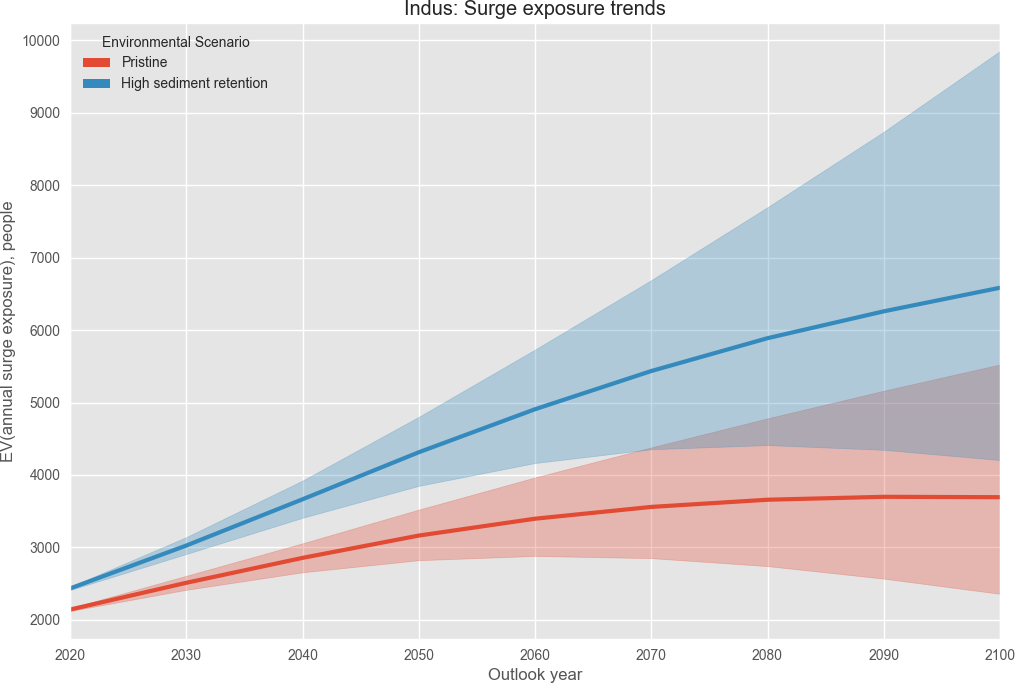 Indus: Surge exposure trends
Environmental Scenario
Pristine
High sediment retention
EV(annual surge exposure), people
10000
9000
8000
7000
6000
5000
4000
3000
2000
2020 2030 2040 2050 2060 2070 2080 2090 2100
Outlook year